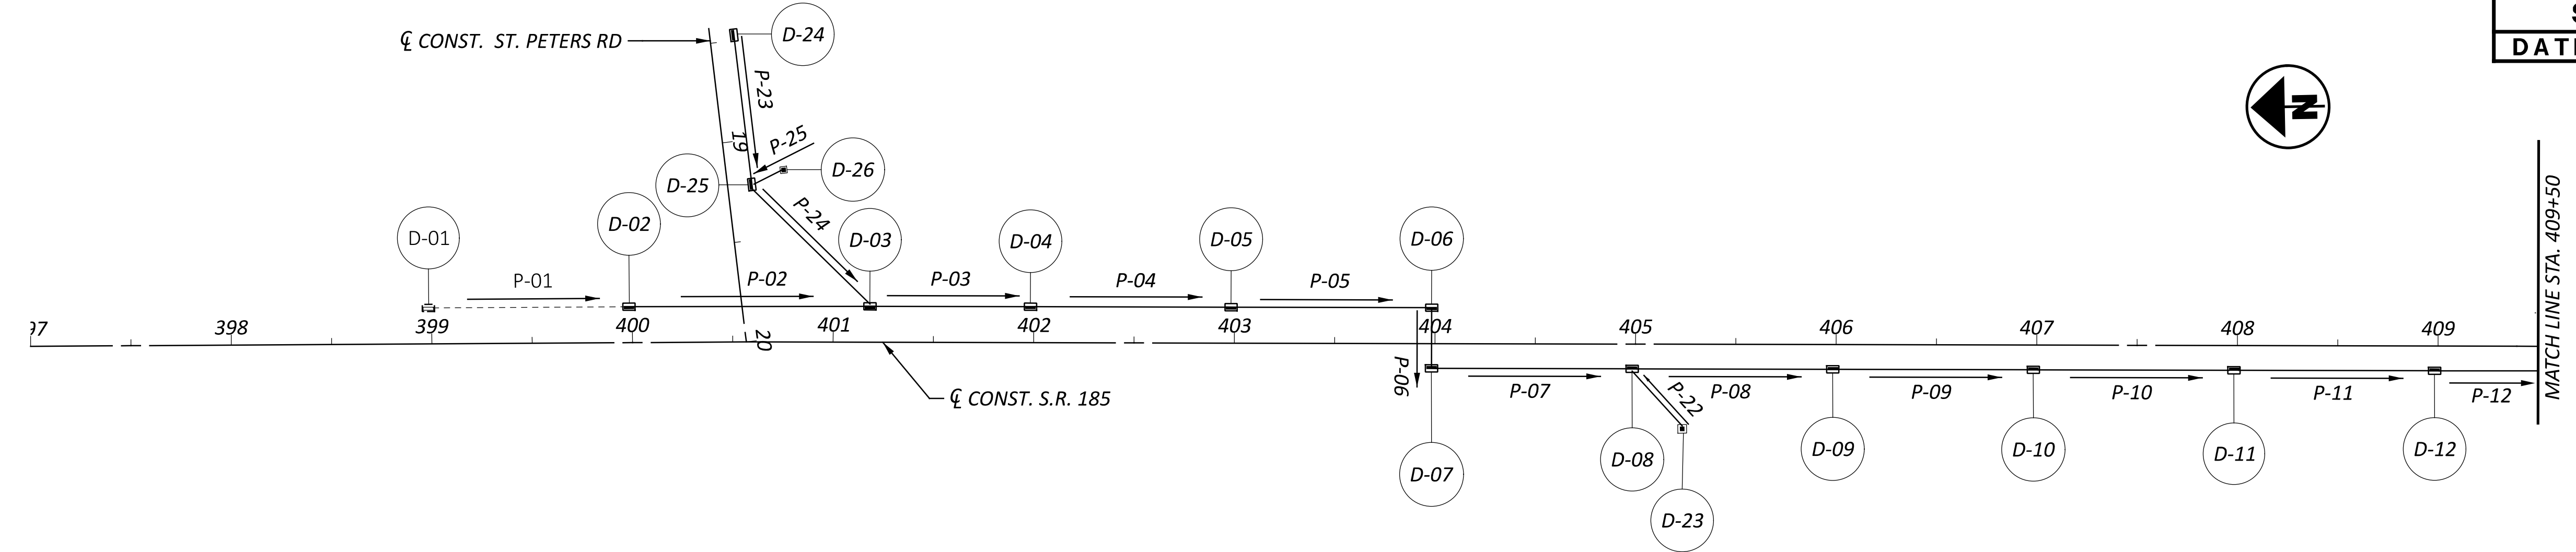 S
DATE
℄ CONST. ST. PETERS RD
D-24
P-23
19
P-25
D-26
D-25
P-24
N
D-01
D-02
D-03
D-04
D-05
D-06
P-01
P-02
P-03
P-04
P-05
97
398
399
400
401
402
403
404
405
406
407
408
409
20
MATCH LINE STA. 409+50
℄ CONST. S.R. 185
P-06
P-07
P-22
P-08
P-09
P-10
P-11
P-12
D-07
D-08
D-09
D-10
D-11
D-12
D-23